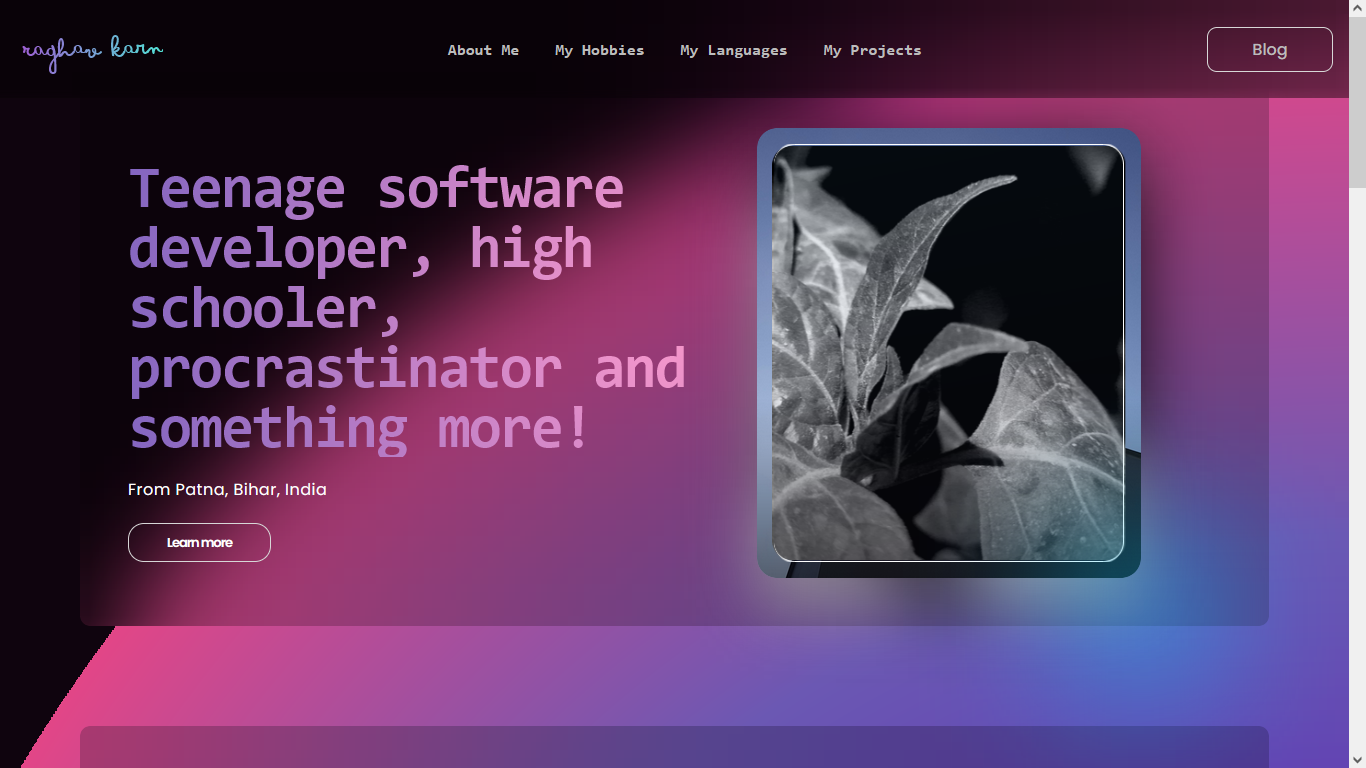 raghav karn
About Me
My Hobbies
My Languages
My Projects
Blog
Teenage software
developer, high
schooler,
procrastinator and
something more!
From Patna, Bihar, India
Learn more